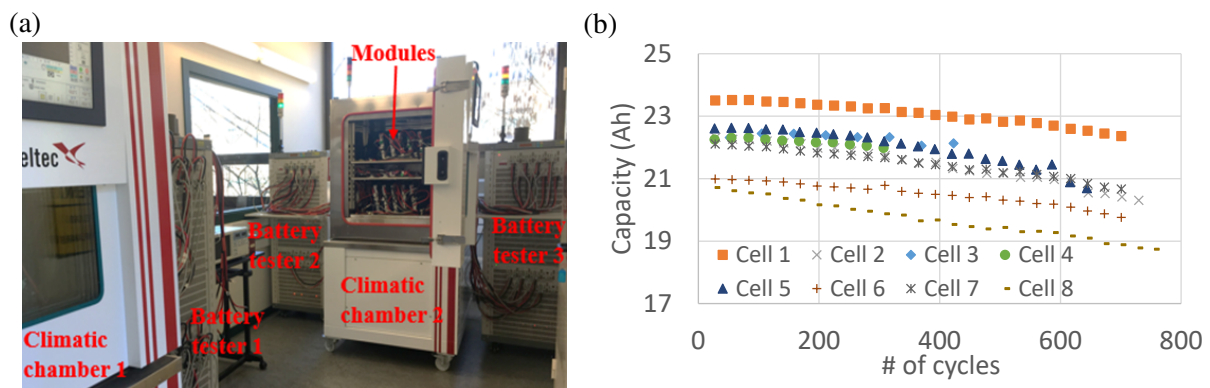 (a)
Modules
eltec
Battery
tester 2
Battery
tester 3
Climatic
chamber 2
Battery
tester 1
Climatic
chamber 1
(b)
Capacity (Ah)
25
23
21
19
17
Cell 1
Cell 2
Cell 3
Cell 4
Cell 5
Cell 6
Cell 7
Cell 8
0
200
400
600
800
# of cycles